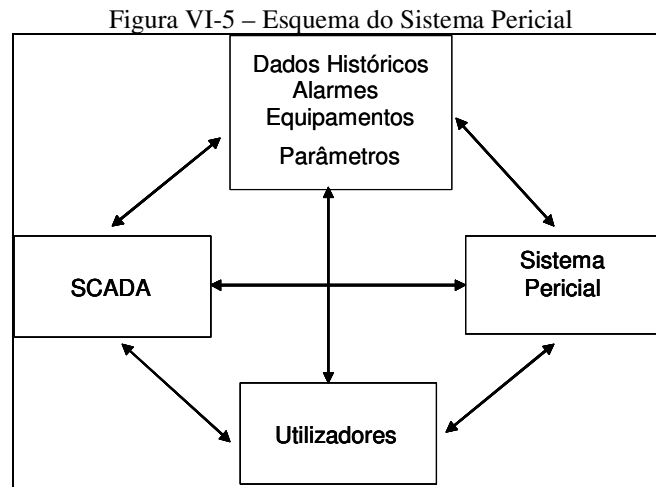 Figura VI-5 – Esquema do Sistema Pericial
Dados Históricos
Alarmes
Equipamentos
Parâmetros
SCADA
Sistema
Pericial
Utilizadores